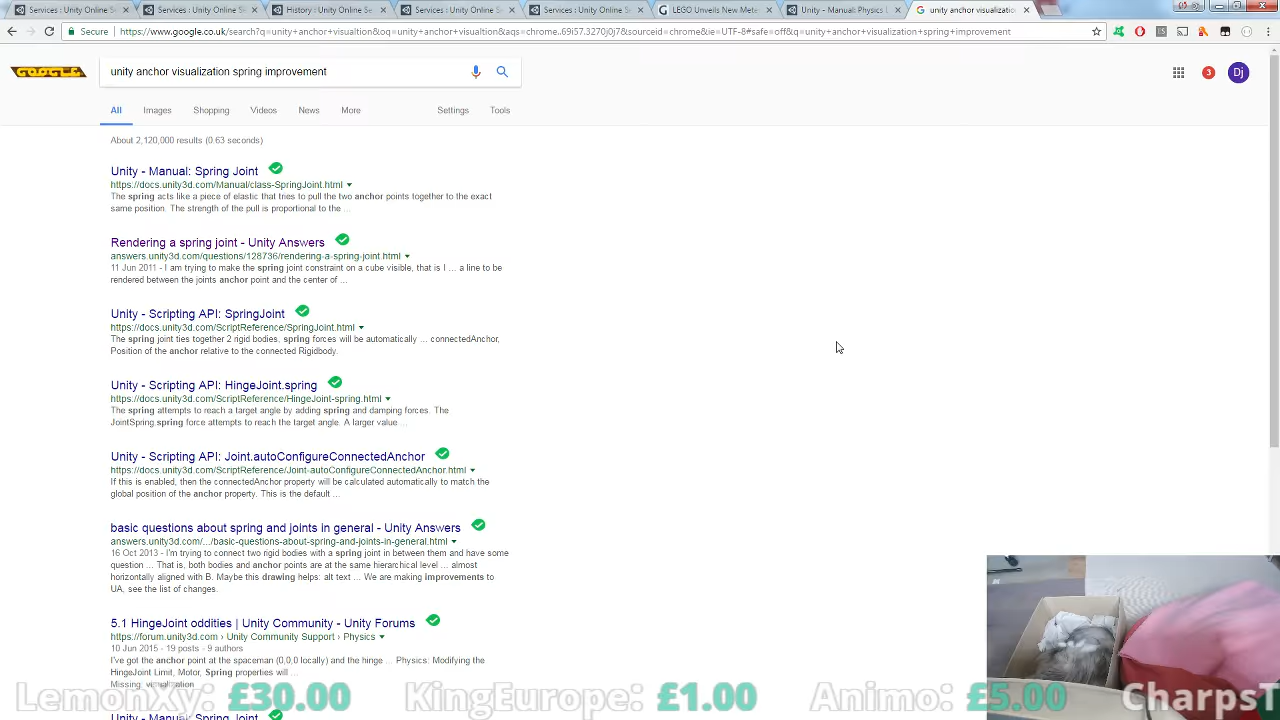 Services : Unity Online Se
Services : Unity Online Se
History : Unity Online Ser
Services : Unity Online Se
Services : Unity Online Se
LEGO Unveils New Mete
Unity - Manual: Physics D
unity anchor visualization
Secure
https://www.google.co.uk/search?q=unity+anchor+visualtion&oq=unity+anchor+visualtion&aqs=chrome..69i57.3270j0j7&sourceid=chrome&ie=UTF-8#safe=off&q=unity+anchor+visualization+spring+improvement
GOOGLE
unity anchor visualization spring improvement
3
Dj
All Images Shopping Videos News More Settings Tools
About 2,120,000 results (0.63 seconds)
Unity - Manual: Spring Joint
https://docs.unity3d.com/Manual/class-SpringJoint.html
The spring acts like a piece of elastic that tries to pull the two anchor points together to the exact
same position. The strength of the pull is proportional to the ...
Rendering a spring joint - Unity Answers
answers.unity3d.com/questions/128736/rendering-a-spring-joint.html
11 Jun 2011 - I am trying to make the spring joint constraint on a cube visible, that is I ... a line to be
rendered between the joints anchor point and the center of ...
Unity - Scripting API: SpringJoint
https://docs.unity3d.com/ScriptReference/SpringJoint.html
The spring joint ties together 2 rigid bodies, spring forces will be automatically ... connectedAnchor,
Position of the anchor relative to the connected Rigidbody.
Unity - Scripting API: HingeJoint.spring
https://docs.unity3d.com/ScriptReference/HingeJoint-spring.html
The spring attempts to reach a target angle by adding spring and damping forces. The
JointSpring.spring force attempts to reach the target angle. A larger value ...
Unity - Scripting API: Joint.autoConfigureConnectedAnchor
https://docs.unity3d.com/ScriptReference/Joint-autoConfigureConnectedAnchor.html
If this is enabled, then the connectedAnchor property will be calculated automatically to match the
global position of the anchor property. This is the default ...
basic questions about spring and joints in general - Unity Answers
answers.unity3d.com/.../basic-questions-about-spring-and-joints-in-general.html
16 Oct 2013 - I'm trying to connect two rigid bodies with a spring joint in between them and have some
question ... That is, both bodies and anchor points are at the same hierarchical level ... almost
horizontally aligned with B. Maybe this drawing helps: alt text ... We are making improvements to
UA, see the list of changes.
5.1 HingeJoint oddities | Unity Community - Unity Forums
https://forum.unity3d.com › Unity Community Support › Physics
10 Jun 2015 - 19 posts - 9 authors
I've got the anchor point at the spaceman (0,0,0 locally) and the hinge ... Physics: Modifying the
HingeJoint Limit, Motor, Spring properties will ...
Missing: visualization
Unity - Manual: Spring Joint
LemonXy: £30.00 KingEurope: £1.00 Animo: £5.00 CharpsT